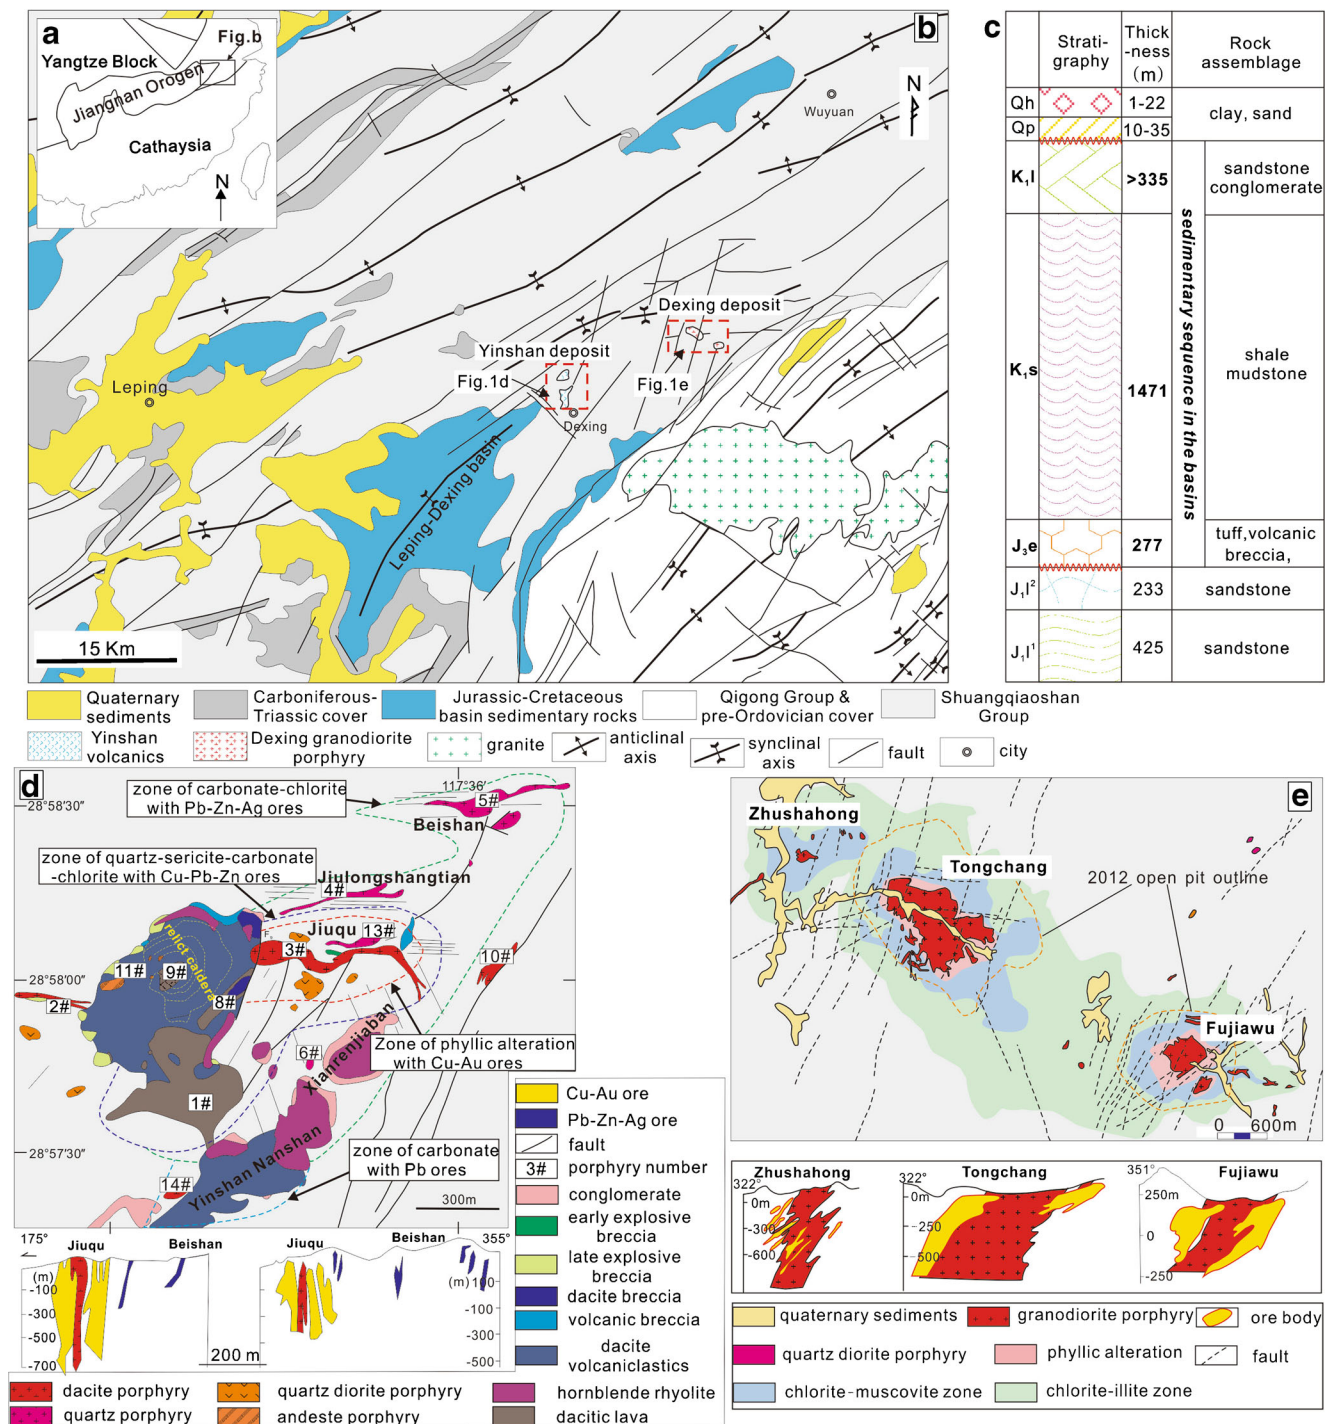 a
Fig.b
Yangtze Block
Jiangnan Orogen
Cathaysia
N
b
N
Wuyuan
Dexing deposit
Yinshan deposit
Fig.1d
Fig.1e
Leping
Dexing
Leping-Dexing basin
15 Km
Quaternary
sediments
Carboniferous-
Triassic cover
Jurassic-Cretaceous
basin sedimentary rocks
Qigong Group &
pre-Ordovician cover
Shuangqiaoshan
Group
Yinshan
volcanics
Dexing granodiorite
porphyry
granite
anticlinal
axis
synclinal
axis
fault
city
c
Strati-
graphy
Thick
-ness
(m)
Rock
assemblage
Qh
1-22
clay, sand
Qp
10-35
K₁l
>335
sandstone
conglomerate
sedimentary sequence in the basins
K₁s
1471
shale
mudstone
J₃e
277
tuff,volcanic
breccia,
J₁l²
233
sandstone
J₁l¹
425
sandstone
d
28°58′30″
28°58′00″
28°57′30″
117°36′
zone of carbonate-chlorite
with Pb-Zn-Ag ores
5#
Beishan
zone of quartz-sericite-carbonate
-chlorite with Cu-Pb-Zn ores
Jiulongshangtian
4#
Jiuqu
13#
3#
10#
relict caldera
11#
9#
8#
2#
6#
Xianrenjiaban
Zone of phyllic alteration
with Cu-Au ores
1#
Yinshan Nanshan
zone of carbonate
with Pb ores
14#
300m
Cu-Au ore
Pb-Zn-Ag ore
fault
3#
porphyry number
conglomerate
early explosive
breccia
late explosive
breccia
dacite breccia
volcanic breccia
dacite
volcaniclastics
175°
Jiuqu
Beishan
Jiuqu
Beishan
355°
(m)
-100
-300
-500
-700
200 m
(m)
100
-100
-300
-500
dacite porphyry
quartz diorite porphyry
hornblende rhyolite
quartz porphyry
andeste porphyry
dacitic lava
e
Zhushahong
Tongchang
2012 open pit outline
Fujiawu
0 600m
Zhushahong
322°
0m
-300
-600
Tongchang
322°
0m
-250
500
Fujiawu
351°
250m
0
-250
quaternary sediments
granodiorite porphyry
ore body
quartz diorite porphyry
phyllic alteration
fault
chlorite-muscovite zone
chlorite-illite zone